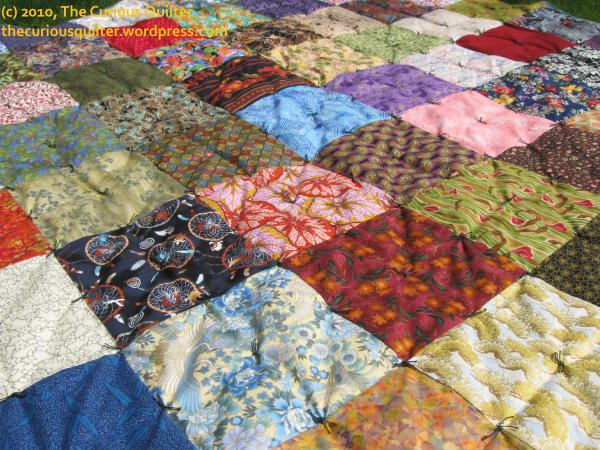 (c) 2010, The Curious Quilter
thecuriousquilter.wordpress.com